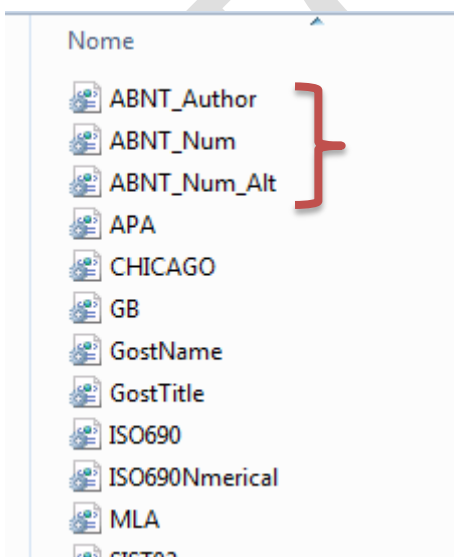 Nome
ABNT_Author
ABNT_Num
ABNT_Num_Alt
APA
CHICAGO
GB
GostName
GostTitle
ISO690
ISO690Nmerical
MLA